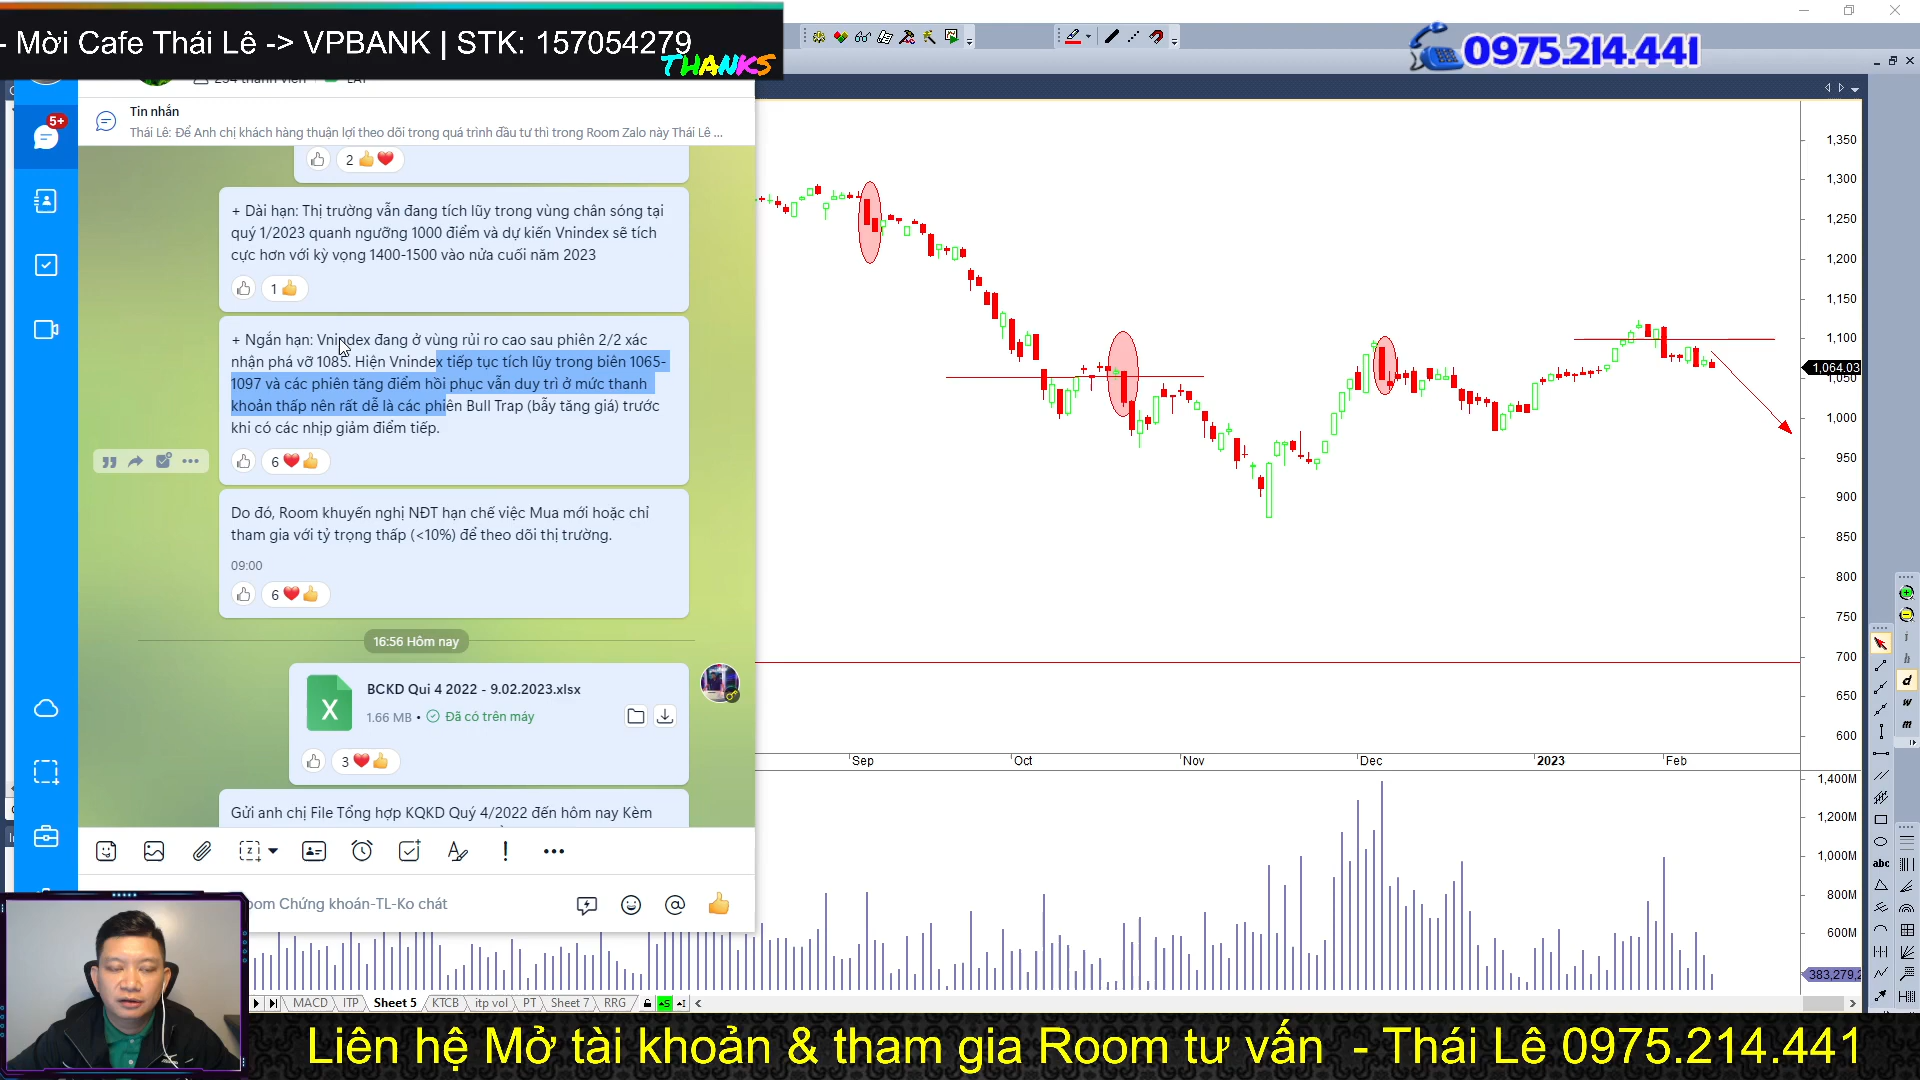 - Mời Cafe Thái Lê -> VPBANK | STK: 157054279
THANKS
0975.214.441
5+
Tin nhắn
Thái Lê: Để Anh chị khách hàng thuận lợi theo dõi trong quá trình đầu tư thì trong Room Zalo này Thái Lê ...
2
+ Dài hạn: Thị trường vẫn đang tích lũy trong vùng chân sóng tại
quý 1/2023 quanh ngưỡng 1000 điểm và dự kiến Vnindex sẽ tích
cực hơn với kỳ vọng 1400-1500 vào nửa cuối năm 2023
1
+ Ngắn hạn: Vnindex đang ở vùng rủi ro cao sau phiên 2/2 xác
nhận phá vỡ 1085. Hiện Vnindex tiếp tục tích lũy trong biên 1065-
1097 và các phiên tăng điểm hồi phục vẫn duy trì ở mức thanh
khoản thấp nên rất dễ là các phiên Bull Trap (bẫy tăng giá) trước
khi có các nhịp giảm điểm tiếp.
6
Do đó, Room khuyến nghị NĐT hạn chế việc Mua mới hoặc chỉ
tham gia với tỷ trọng thấp (<10%) để theo dõi thị trường.
09:00
6
16:56 Hôm nay
BCKD Qui 4 2022 - 9.02.2023.xlsx
1.66 MB • Đã có trên máy
3
Gửi anh chị File Tổng hợp KQKD Quý 4/2022 đến hôm nay Kèm
oom Chứng khoán-TL-Ko chát
1,350
1,300
1,250
1,200
1,150
1,100
1,064.03
1,050
1,000
950
900
850
800
750
700
650
600
Sep
Oct
Nov
Dec
2023
Feb
1,400M
1,200M
1,000M
800M
600M
383,279,2
MACD
ITP
Sheet 5
KTCB
itp vol
PT
Sheet 7
RRG
i
h
d
w
m
abc
Liên hệ Mở tài khoản & tham gia Room tư vấn - Thái Lê 0975.214.441